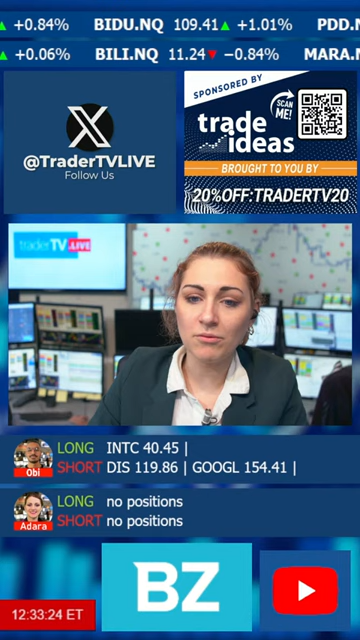 +0.84% BIDU.NQ 109.41 +1.01% PDD.N
+0.06% BILI.NQ 11.24 −0.84% MARA.N
X
@TraderTVLIVE
Follow Us
SPONSORED BY
SCAN ME!
trade
ideas
BROUGHT TO YOU BY
20%OFF:TRADERTV20
traderTV.LIVE
LONG INTC 40.45 |
SHORT DIS 119.86 | GOOGL 154.41 |
Obi
LONG no positions
SHORT no positions
Adara
BZ
12:33:24 ET